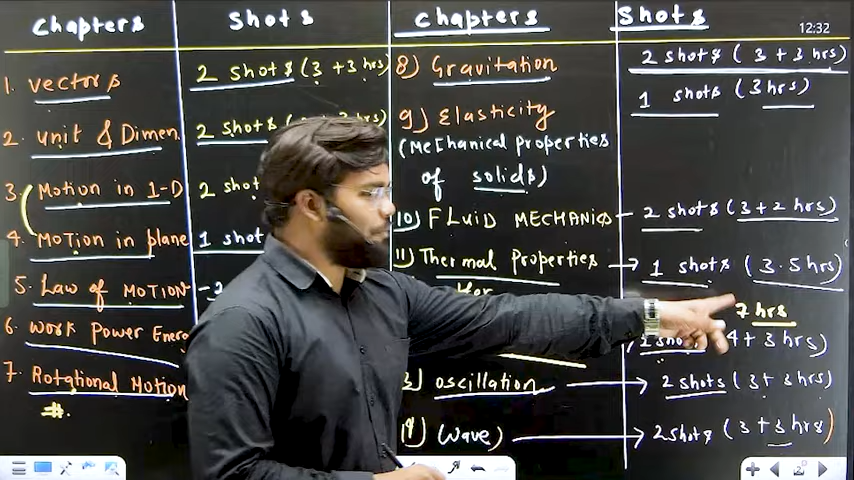 chapters shots chapters shots 12:32
1. vectors 2 shots (3 + 3 hrs) 8) Gravitation 2 shots ( 3 + 3 hrs)
9) Elasticity 1 shots (3 hrs)
2. unit & Dimen. 2 shots hrs) (Mechanical properties
of solids)
3. Motion in 1-D 2 shot
10) FLUID MECHANIC 2 shots (3 + 2 hrs)
4. MoTion in plane 1 shot
11) Thermal Properties → 1 shots (3.5 hrs)
5. Law of MOTION 7 hrs
6. work Power Energ 4 + 3 hrs)
7. Rotational Motion oscillation → 2 shots (3 + 3 hrs)
#. 14) Wave) → 2 shots (3 + 3 hrs)